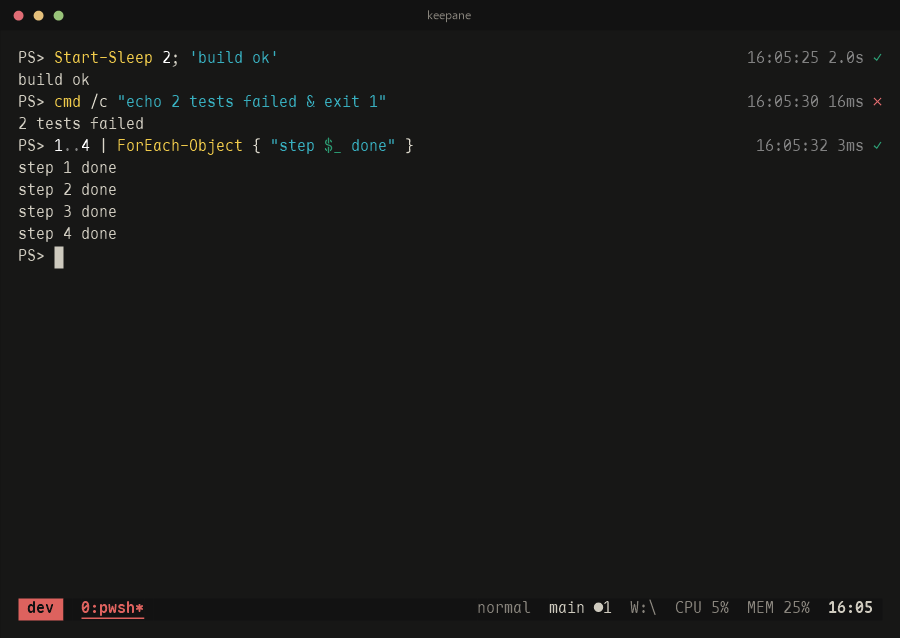 keepane
PS> Start-Sleep 2; 'build ok' 16:05:25 2.0s ✓
build ok
PS> cmd /c "echo 2 tests failed & exit 1" 16:05:30 16ms ✕
2 tests failed
PS> 1..4 | ForEach-Object { "step $_ done" } 16:05:32 3ms ✓
step 1 done
step 2 done
step 3 done
step 4 done
PS>
dev 0:pwsh* normal main ●1 W:\ CPU 5% MEM 25% 16:05